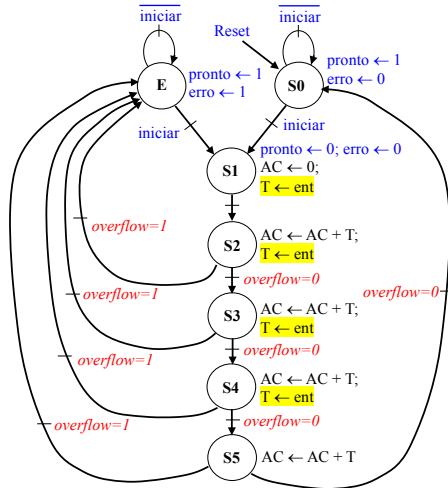 iniciar
iniciar
Reset
E
pronto ← 1
erro ← 1
S0
pronto ← 1
erro ← 0
iniciar
iniciar
pronto ← 0; erro ← 0
S1
AC ← 0;
T ← ent
overflow=1
S2
AC ← AC + T;
T ← ent
overflow=1
overflow=0
overflow=0
S3
AC ← AC + T;
T ← ent
overflow=1
overflow=0
S4
AC ← AC + T;
T ← ent
overflow=1
overflow=0
S5
AC ← AC + T